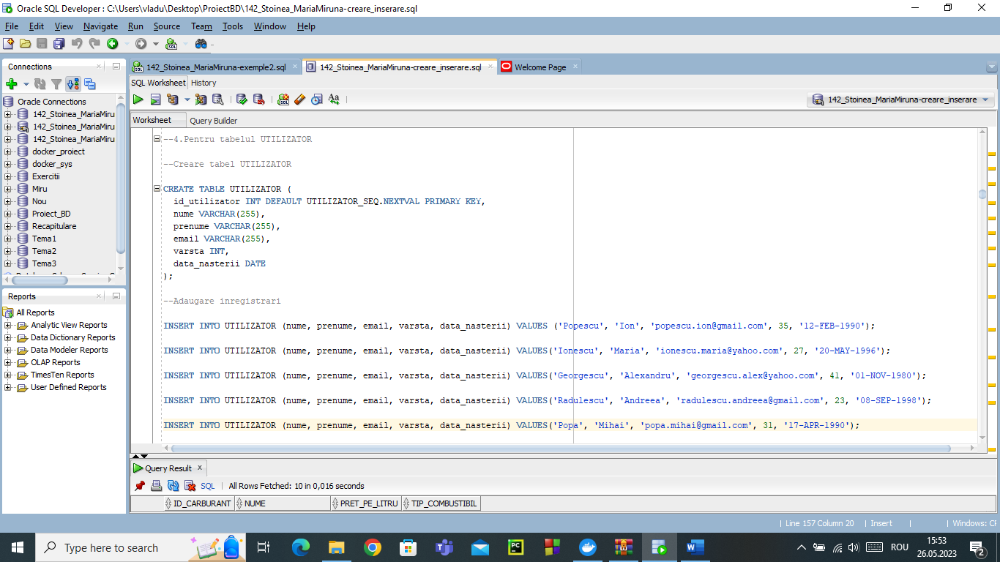 Oracle SQL Developer : C:\Users\vladu\Desktop\ProiectBD\142_Stoinea_MariaMiruna-creare_inserare.sql
File Edit View Navigate Run Source Team Tools Window Help
Connections
Oracle Connections
142_Stoinea_MariaMiru
142_Stoinea_MariaMiru
142_Stoinea_MariaMiru
docker_proiect
docker_sys
Exercitii
Miru
Nou
Proiect_BD
Recapitulare
Tema1
Tema2
Tema3
Reports
All Reports
Analytic View Reports
Data Dictionary Reports
Data Modeler Reports
OLAP Reports
TimesTen Reports
User Defined Reports
142_Stoinea_MariaMiruna-exemple2.sql 142_Stoinea_MariaMiruna-creare_inserare.sql Welcome Page
SQL Worksheet History
Aa 142_Stoinea_MariaMiruna-creare_inserare
Worksheet Query Builder
--4.Pentru tabelul UTILIZATOR
--Creare tabel UTILIZATOR
CREATE TABLE UTILIZATOR (
id_utilizator INT DEFAULT UTILIZATOR_SEQ.NEXTVAL PRIMARY KEY,
nume VARCHAR(255),
prenume VARCHAR(255),
email VARCHAR(255),
varsta INT,
data_nasterii DATE
);
--Adaugare inregistrari
INSERT INTO UTILIZATOR (nume, prenume, email, varsta, data_nasterii) VALUES ('Popescu', 'Ion', 'popescu.ion@gmail.com', 35, '12-FEB-1990');
INSERT INTO UTILIZATOR (nume, prenume, email, varsta, data_nasterii) VALUES('Ionescu', 'Maria', 'ionescu.maria@yahoo.com', 27, '20-MAY-1996');
INSERT INTO UTILIZATOR (nume, prenume, email, varsta, data_nasterii) VALUES('Georgescu', 'Alexandru', 'georgescu.alex@yahoo.com', 41, '01-NOV-1980');
INSERT INTO UTILIZATOR (nume, prenume, email, varsta, data_nasterii) VALUES('Radulescu', 'Andreea', 'radulescu.andreea@gmail.com', 23, '08-SEP-1998');
INSERT INTO UTILIZATOR (nume, prenume, email, varsta, data_nasterii) VALUES('Popa', 'Mihai', 'popa.mihai@gmail.com', 31, '17-APR-1990');
Query Result
SQL | All Rows Fetched: 10 in 0,016 seconds
ID_CARBURANT NUME PRET_PE_LITRU TIP_COMBUSTIBIL
Line 157 Column 20 | Insert | Windows: CF
Type here to search
ROU
15:53
26.05.2023
2